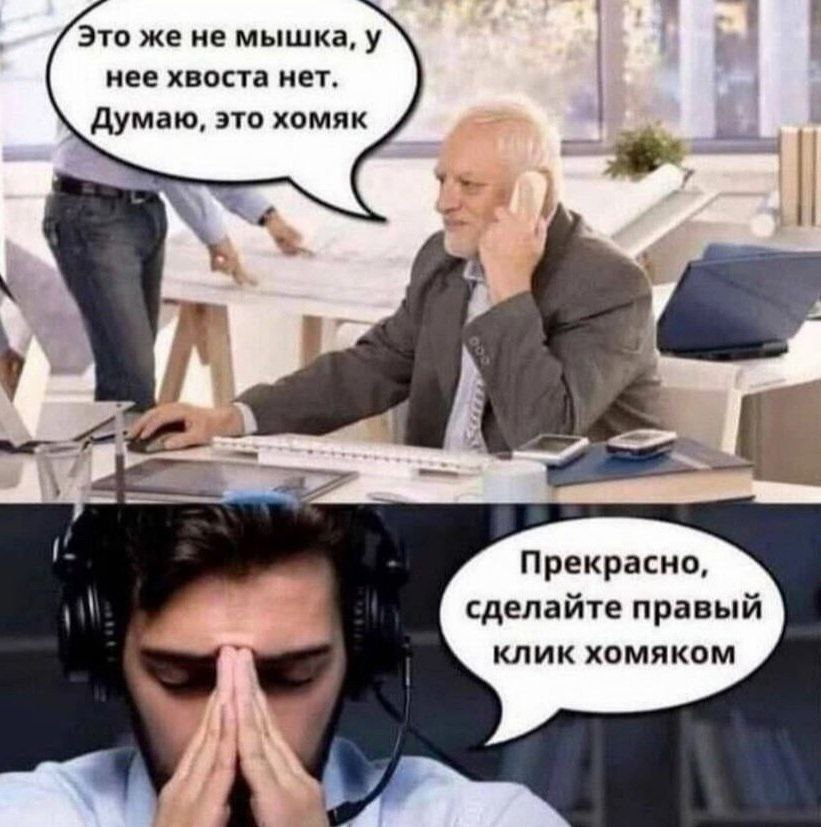 Это же не мышка, у
нее хвоста нет.
Думаю, это хомяк
Прекрасно,
сделайте правый
клик хомяком